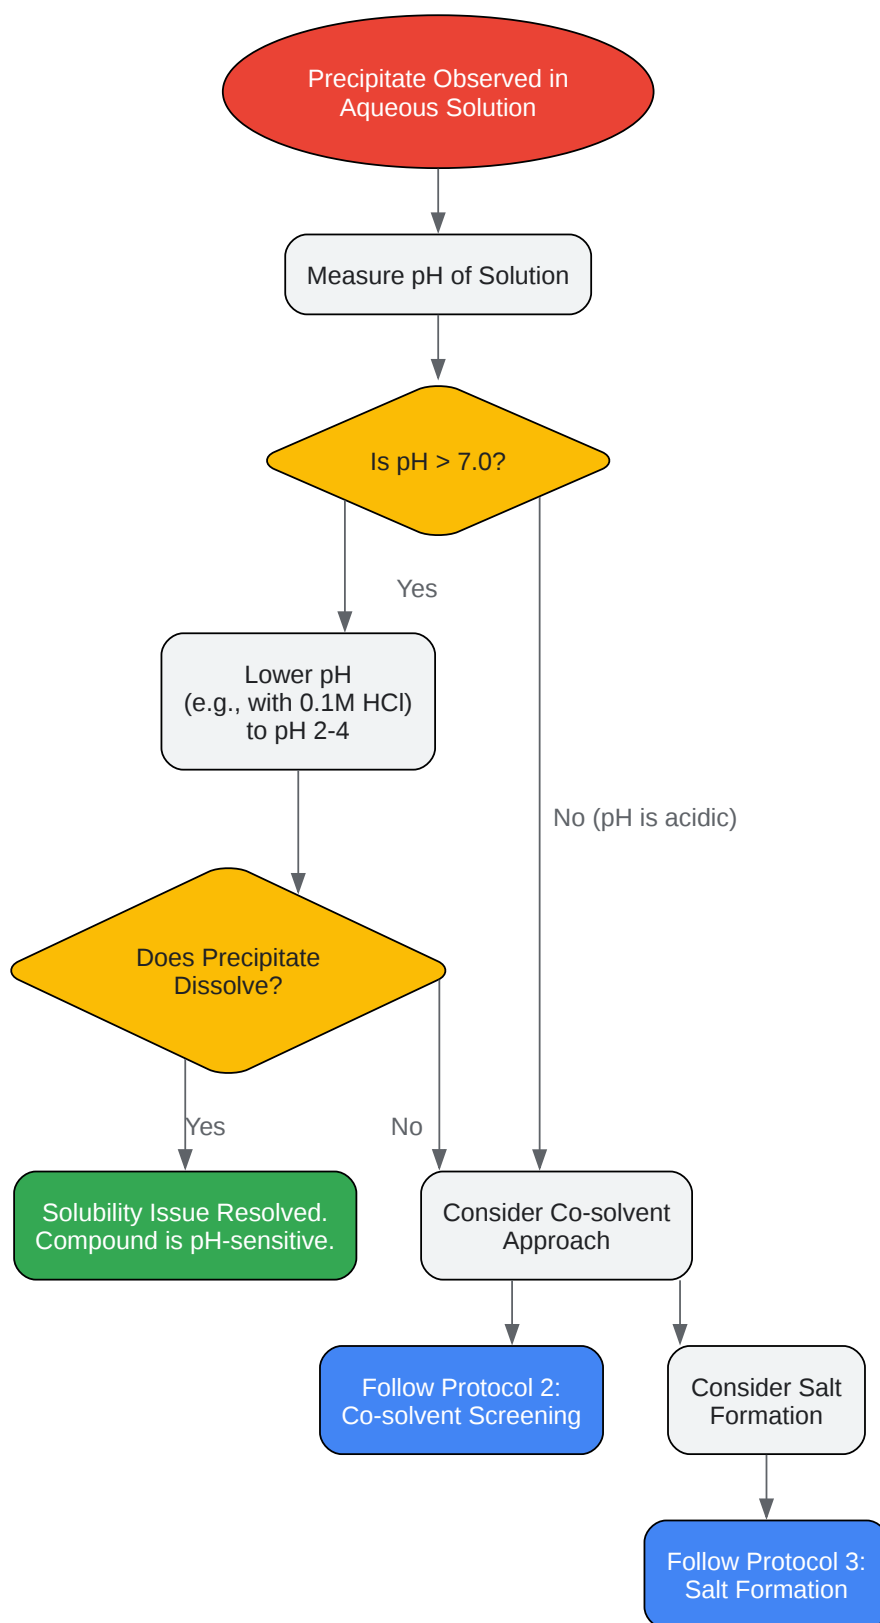 Precipitate Observed in
Aqueous Solution
Measure pH of Solution
Is pH > 7.0?
Yes
Lower pH
(e.g., with 0.1M HCl)
to pH 2-4
No (pH is acidic)
Does Precipitate
Dissolve?
Yes
No
Solubility Issue Resolved.
Compound is pH-sensitive.
Consider Co-solvent
Approach
Follow Protocol 2:
Co-solvent Screening
Consider Salt
Formation
Follow Protocol 3:
Salt Formation